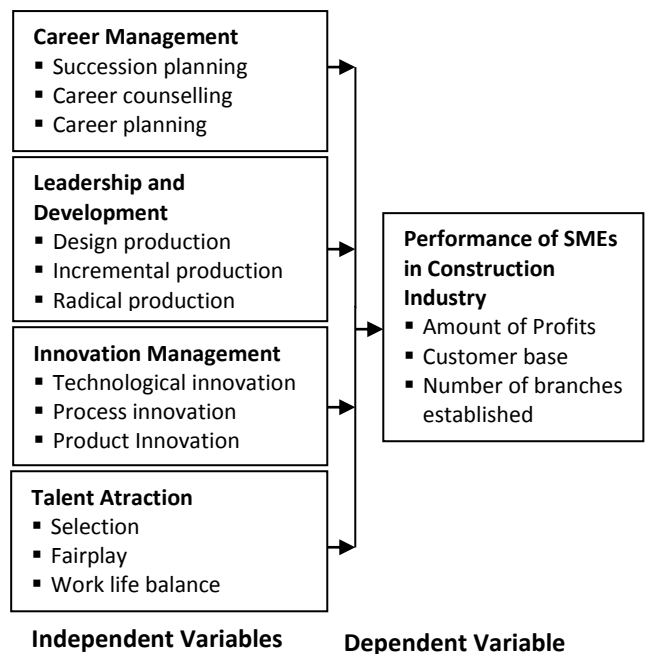 Career Management
▪ Succession planning
▪ Career counselling
▪ Career planning
Leadership and
Development
▪ Design production
▪ Incremental production
▪ Radical production
Innovation Management
▪ Technological innovation
▪ Process innovation
▪ Product Innovation
Talent Atraction
▪ Selection
▪ Fairplay
▪ Work life balance
Independent Variables
Performance of SMEs
in Construction
Industry
▪ Amount of Profits
▪ Customer base
▪ Number of branches
established
Dependent Variable